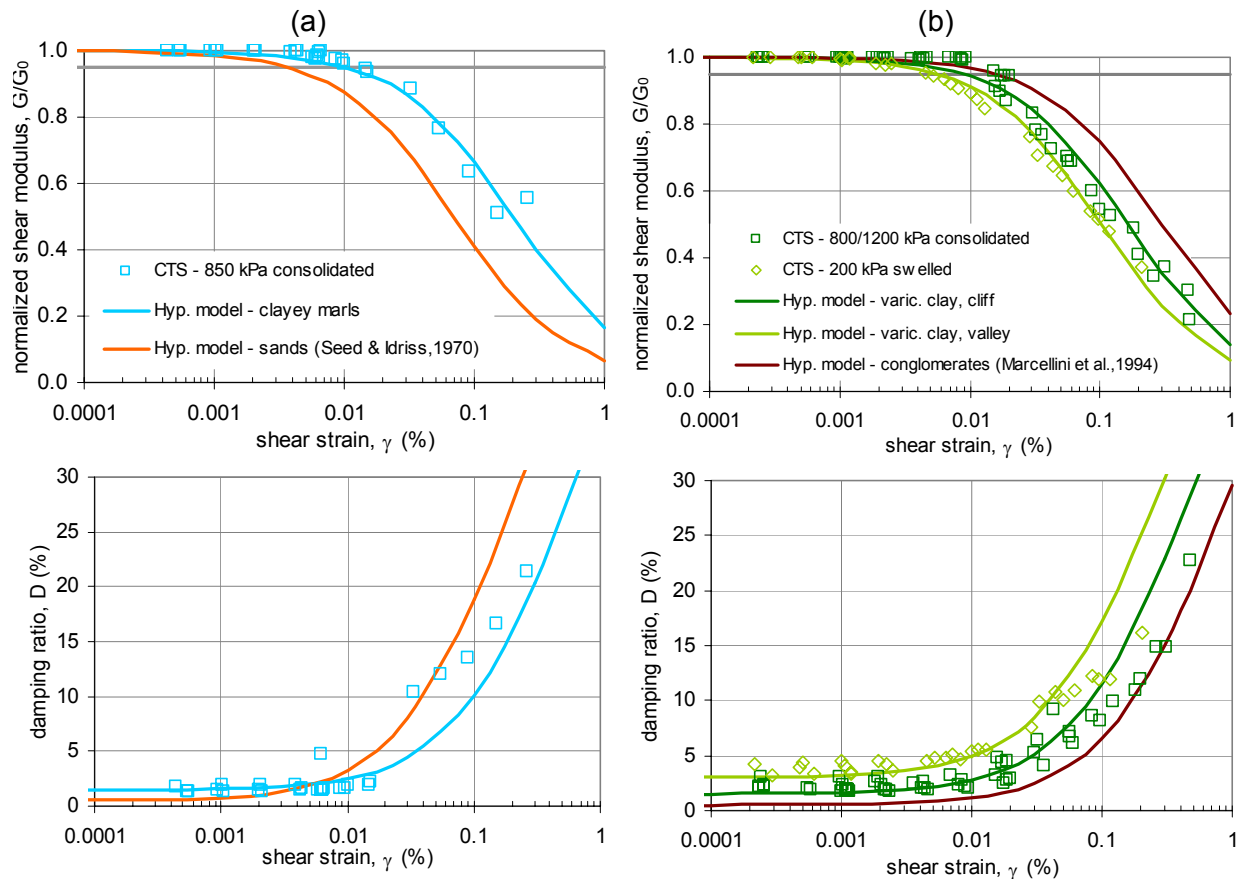 (a)
1.0
0.8
0.6
0.4
0.2
0.0
normalized shear modulus, G/G₀
CTS - 850 kPa consolidated
Hyp. model - clayey marls
Hyp. model - sands (Seed & Idriss,1970)
0.0001 0.001 0.01 0.1 1
shear strain, γ (%)
(b)
1.0
0.8
0.6
0.4
0.2
0.0
normalized shear modulus, G/G₀
CTS - 800/1200 kPa consolidated
CTS - 200 kPa swelled
Hyp. model - varic. clay, cliff
Hyp. model - varic. clay, valley
Hyp. model - conglomerates (Marcellini et al.,1994)
0.0001 0.001 0.01 0.1 1
shear strain, γ (%)
30
25
20
15
10
5
0
damping ratio, D (%)
0.0001 0.001 0.01 0.1 1
shear strain, γ (%)
30
25
20
15
10
5
0
damping ratio, D (%)
0.0001 0.001 0.01 0.1 1
shear strain, γ (%)